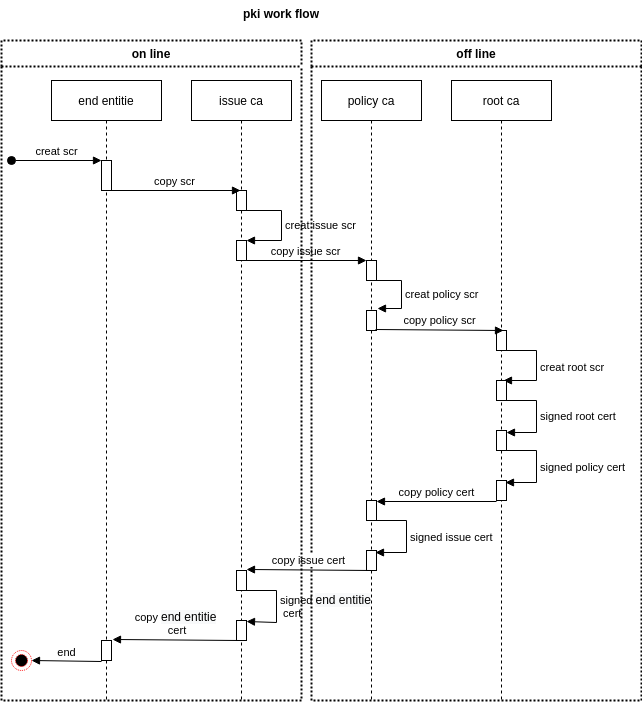 pki work flow
on line
off line
end entitie
issue ca
policy ca
root ca
creat scr
copy scr
creat issue scr
copy issue scr
creat policy scr
copy policy scr
creat root scr
signed root cert
signed policy cert
copy policy cert
signed issue cert
copy issue cert
signed end entitie
cert
copy end entitie
cert
end